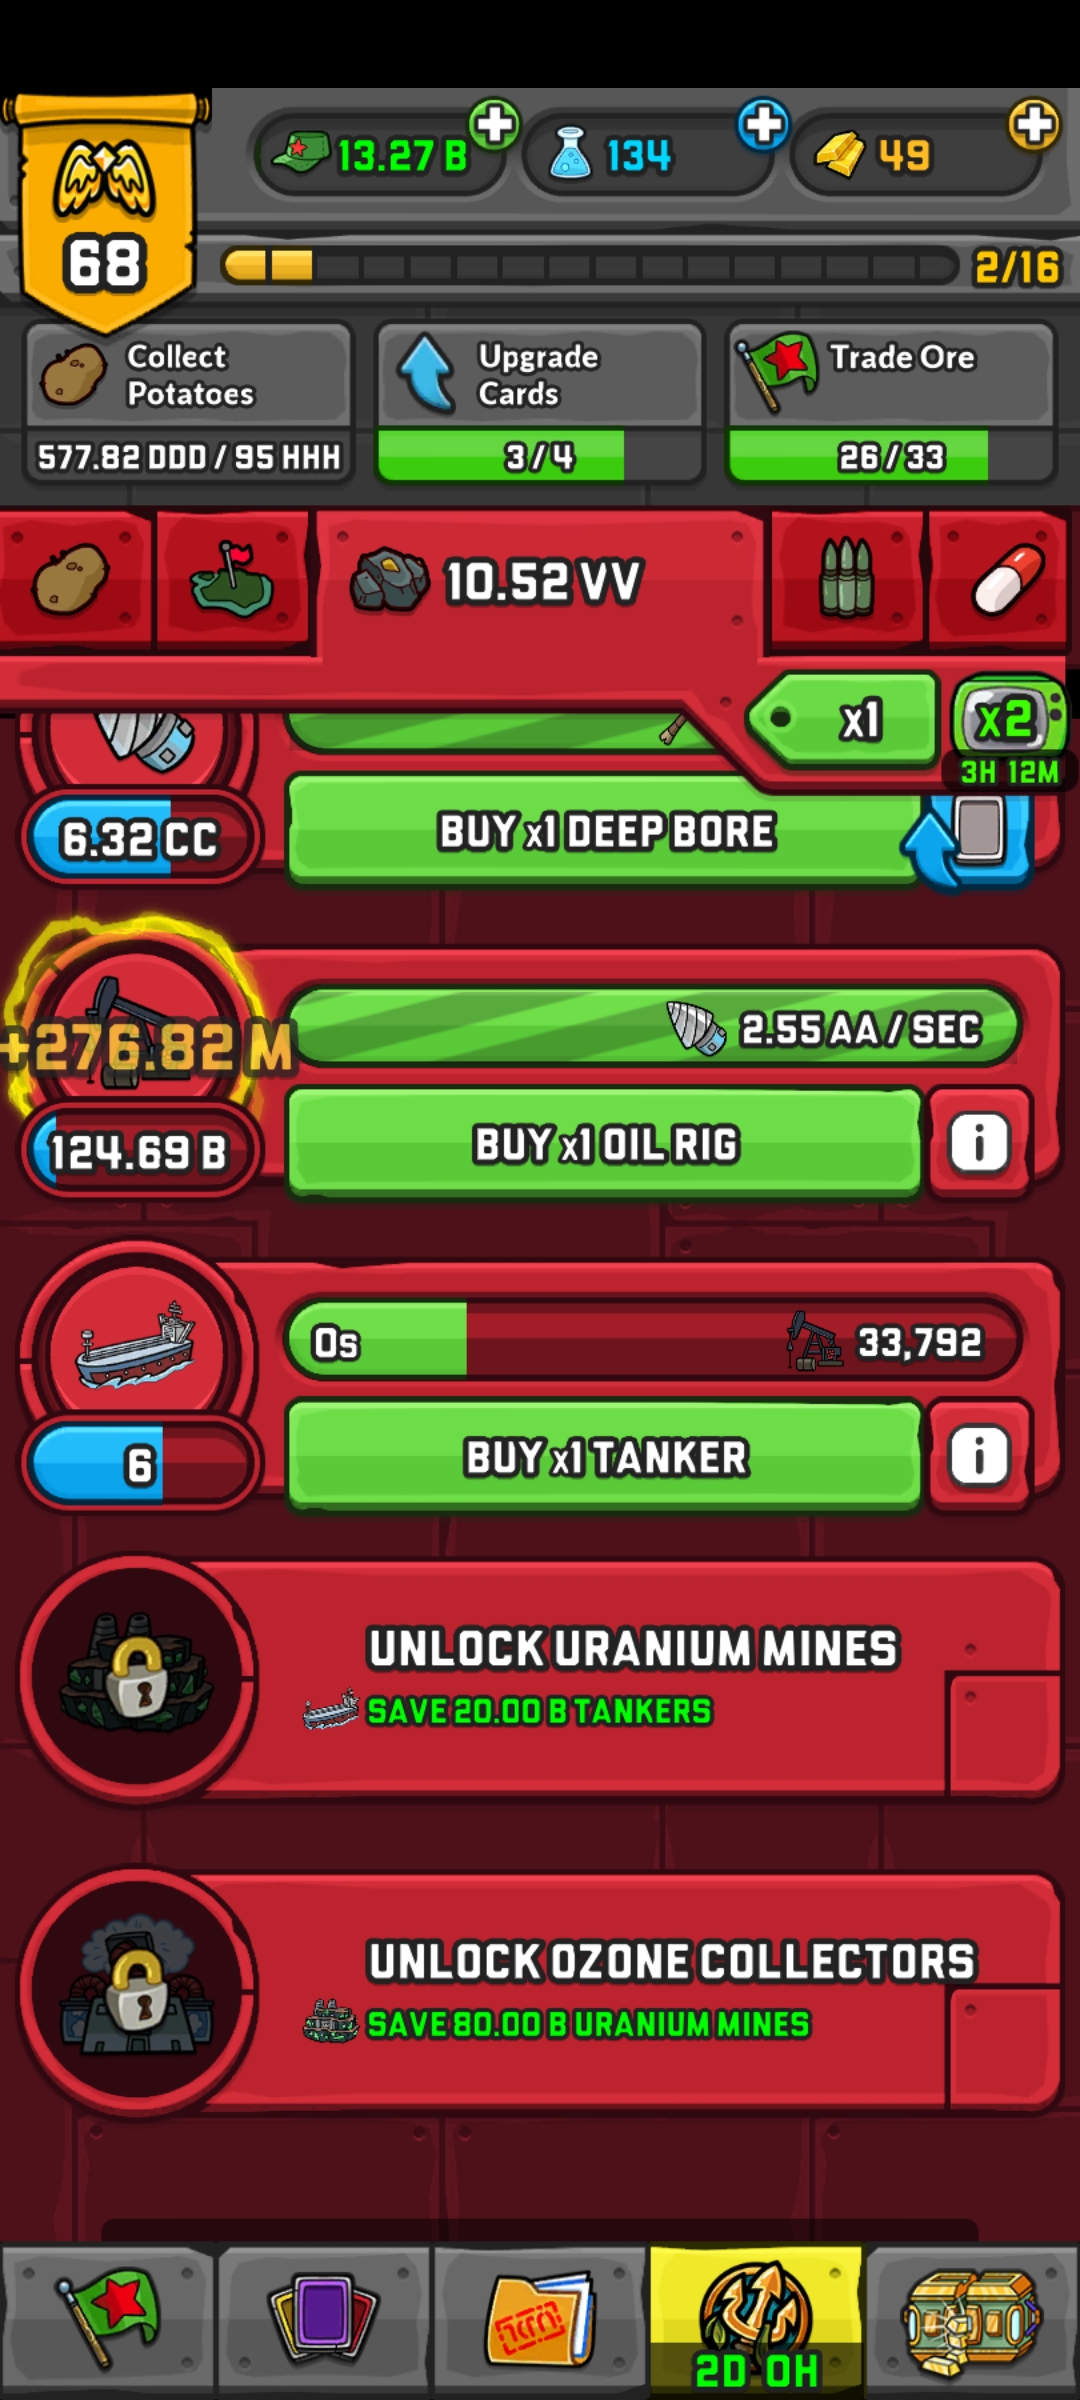 13.27 B
134
49
68
2/16
Collect
Potatoes
Upgrade
Cards
Trade Ore
577.82 DDD / 95 HHH
3/4
26/33
10.52 VV
x1
x2
3H 12M
6.32 CC
BUY x1 DEEP BORE
+276.82 M
2.55 AA / SEC
124.69 B
BUY x1 OIL RIG
i
0s
33,792
6
BUY x1 TANKER
i
UNLOCK URANIUM MINES
SAVE 20.00 B TANKERS
UNLOCK OZONE COLLECTORS
SAVE 80.00 B URANIUM MINES
2D 0H